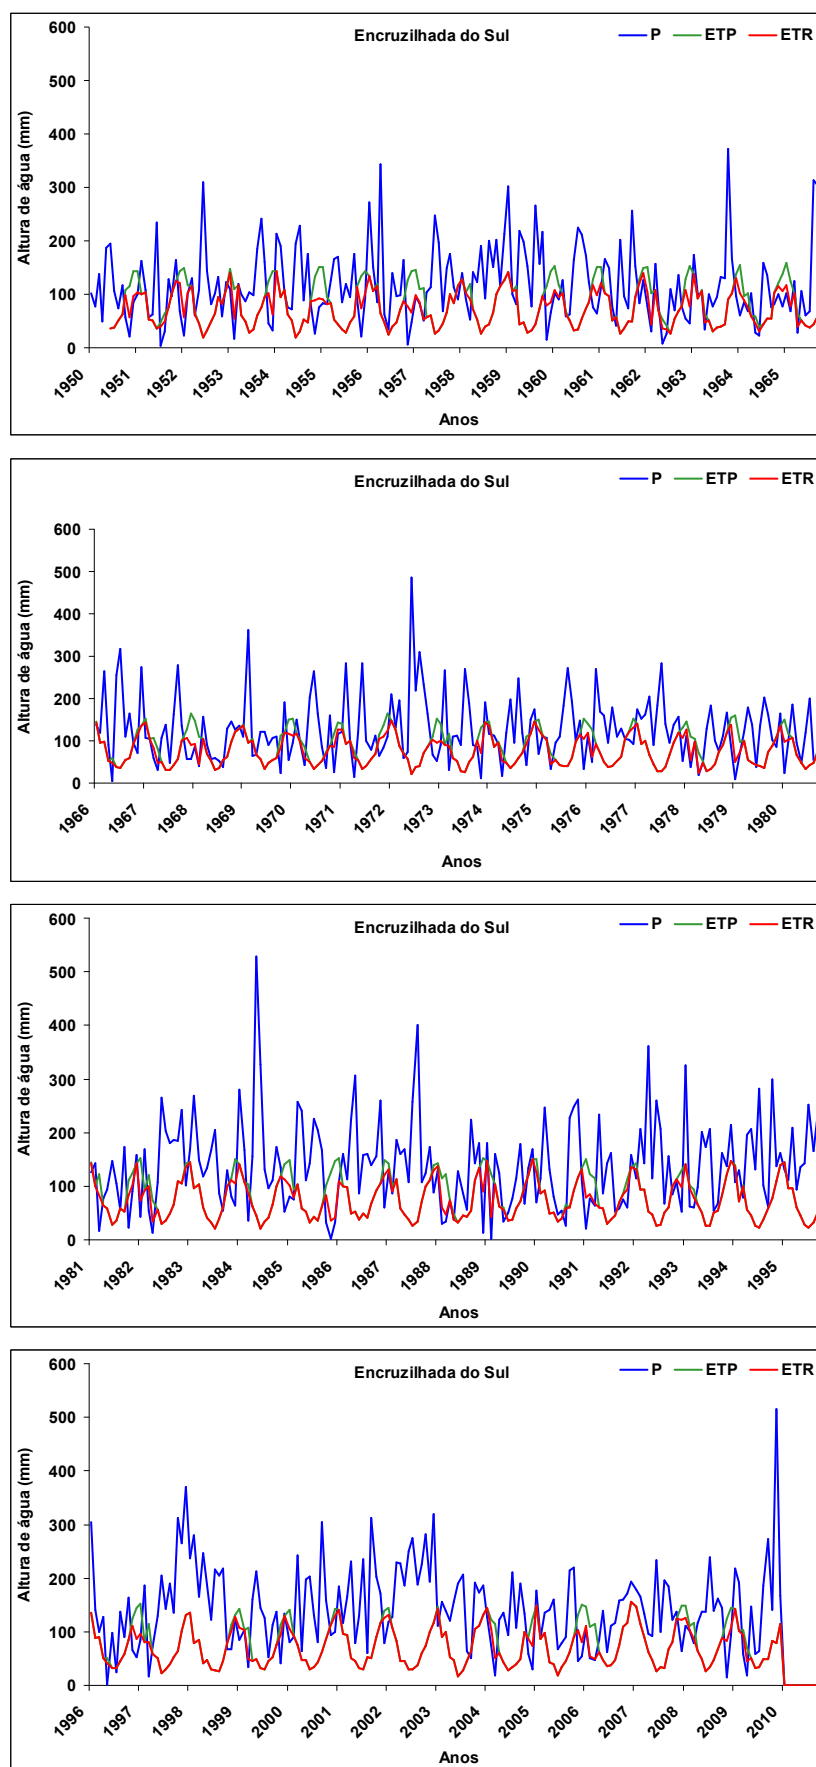 Encruzilhada do Sul
P ETP ETR
Altura de água (mm)
600
500
400
300
200
100
0
1950 1951 1952 1953 1954 1955 1956 1957 1958 1959 1960 1961 1962 1963 1964 1965
Anos
Encruzilhada do Sul
P ETP ETR
Altura de água (mm)
600
500
400
300
200
100
0
1966 1967 1968 1969 1970 1971 1972 1973 1974 1975 1976 1977 1978 1979 1980
Anos
Encruzilhada do Sul
P ETP ETR
Altura de água (mm)
600
500
400
300
200
100
0
1981 1982 1983 1984 1985 1986 1987 1988 1989 1990 1991 1992 1993 1994 1995
Anos
Encruzilhada do Sul
P ETP ETR
Altura de água (mm)
600
500
400
300
200
100
0
1996 1997 1998 1999 2000 2001 2002 2003 2004 2005 2006 2007 2008 2009 2010
Anos